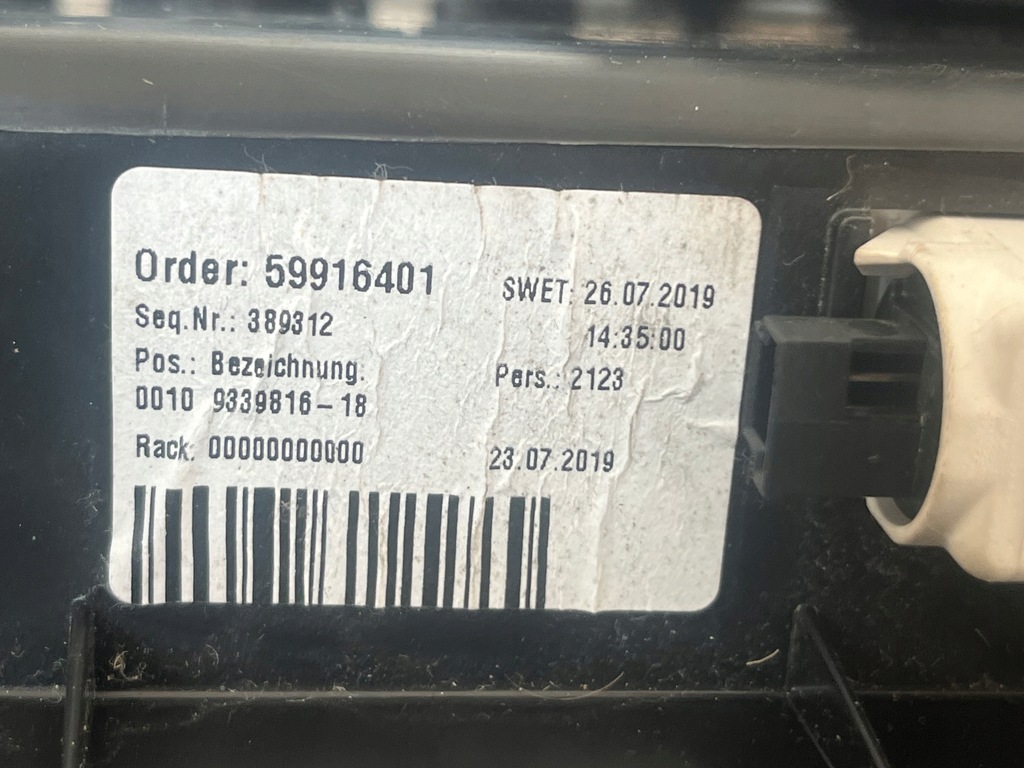 Order: 59916401
Seq.Nr.: 389312
Pos.: Bezeichnung:
0010 9339816-18
Rack: 00000000000
SWET: 26.07.2019
14:35:00
Pers.: 2123
23.07.2019